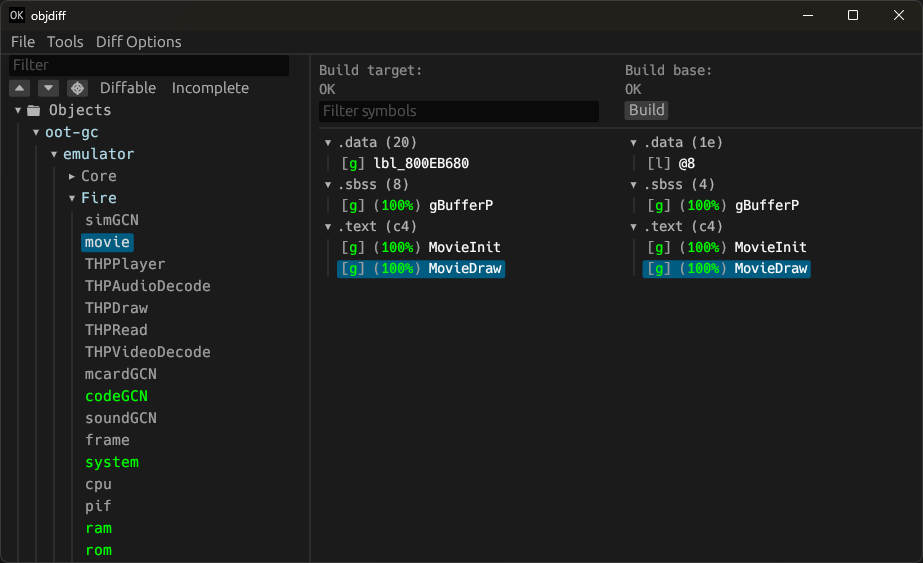 OK objdiff
File Tools Diff Options
Filter
Diffable Incomplete
Objects
oot-gc
emulator
Core
Fire
simGCN
movie
THPPlayer
THPAudioDecode
THPDraw
THPRead
THPVideoDecode
mcardGCN
codeGCN
soundGCN
frame
system
cpu
pif
ram
rom
Build target:
OK
Filter symbols
.data (20)
[g] lbl_800EB680
.sbss (8)
[g] (100%) gBufferP
.text (c4)
[g] (100%) MovieInit
[g] (100%) MovieDraw
Build base:
OK
Build
.data (1e)
[l] @8
.sbss (4)
[g] (100%) gBufferP
.text (c4)
[g] (100%) MovieInit
[g] (100%) MovieDraw